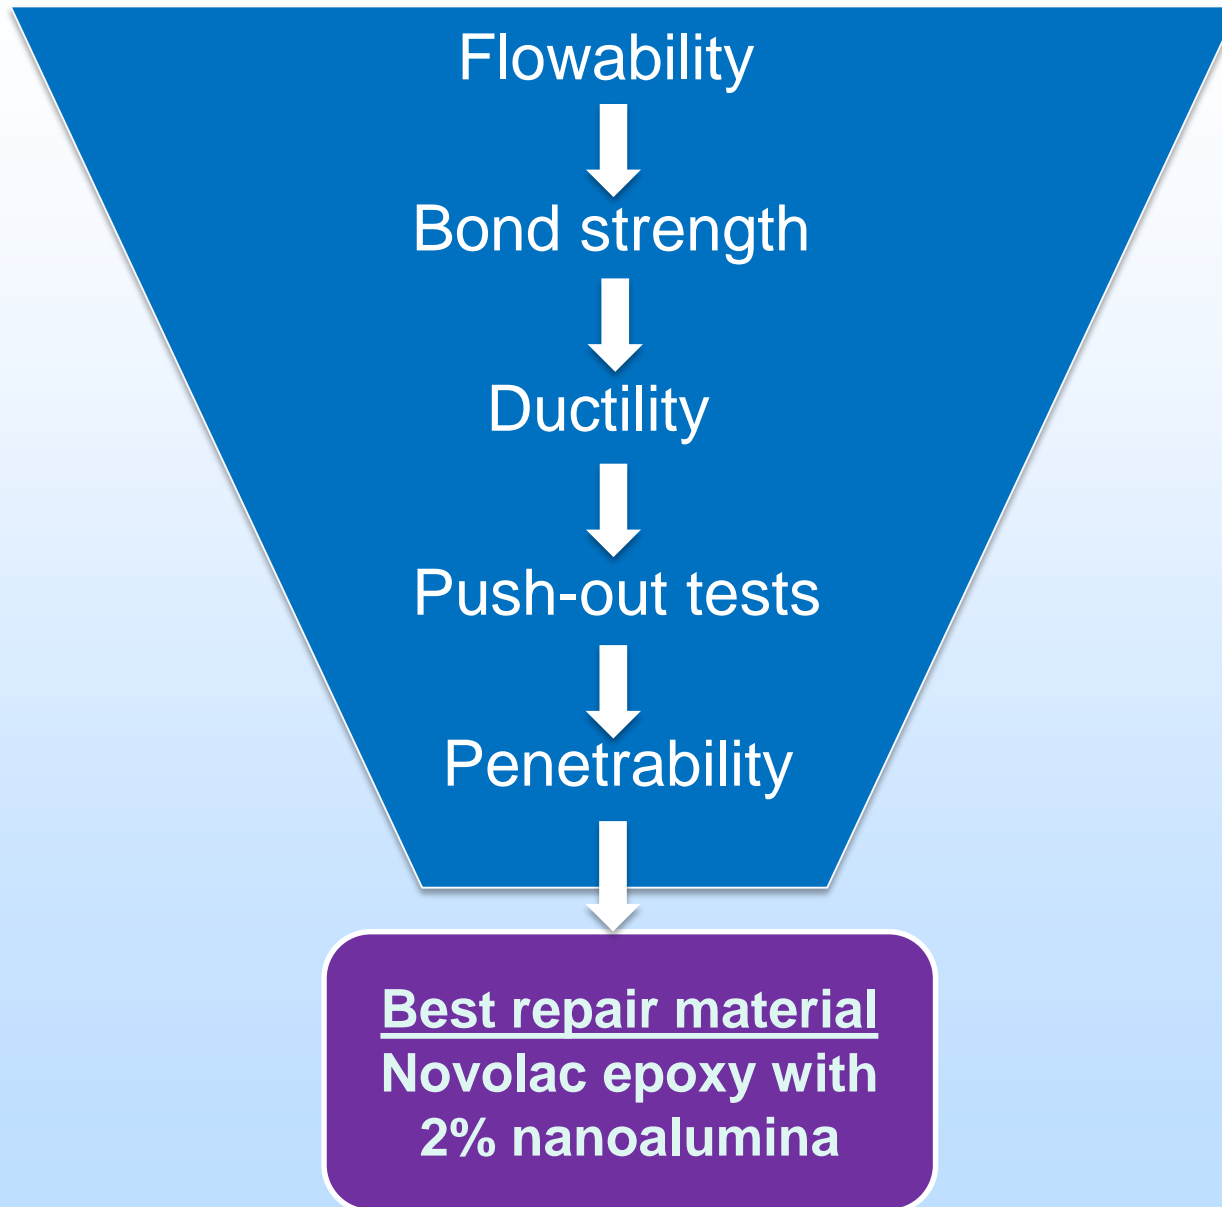 Flowability
Bond strength
Ductility
Push-out tests
Penetrability
Best repair material
Novolac epoxy with
2% nanoalumina